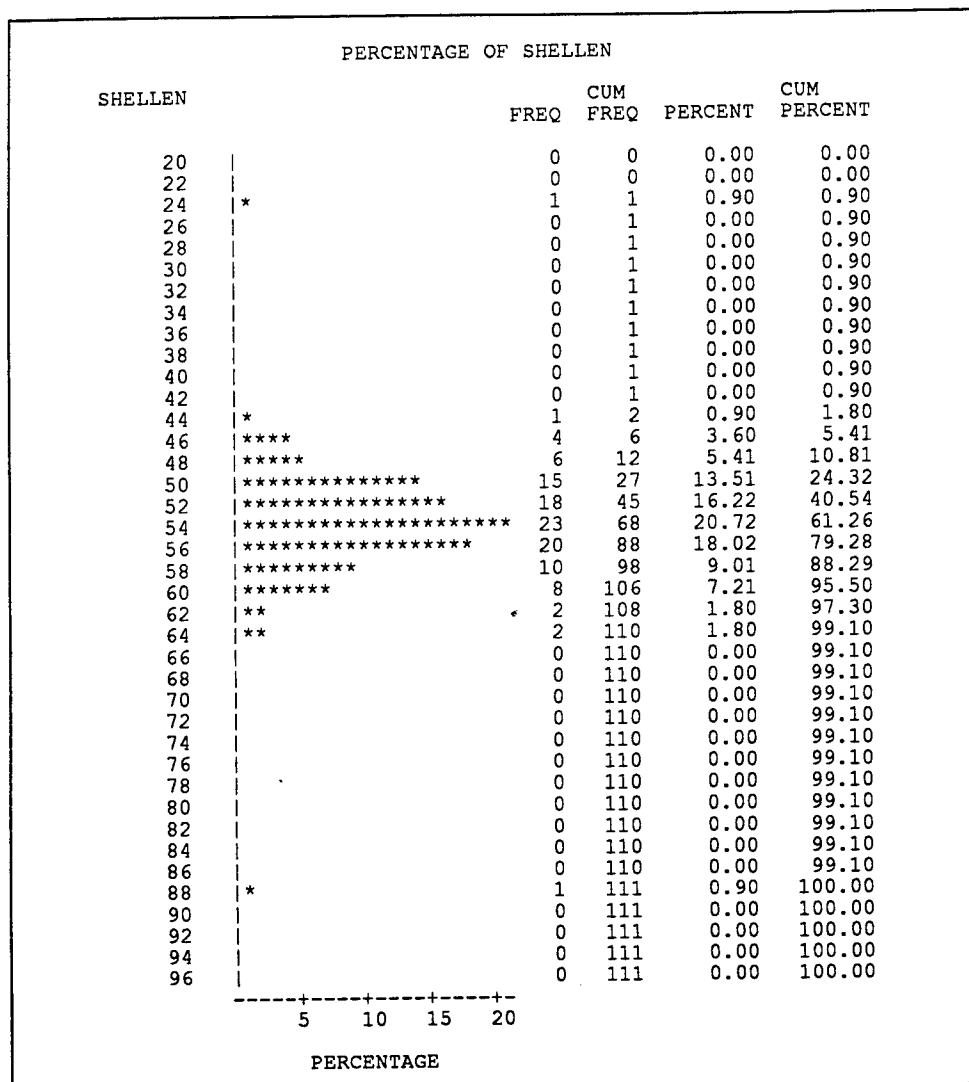 PERCENTAGE OF SHELLEN
SHELLEN CUM CUM
FREQ FREQ PERCENT PERCENT
20 | 0 0 0.00 0.00
22 | 0 0 0.00 0.00
24 |* 1 1 0.90 0.90
26 | 0 1 0.00 0.90
28 | 0 1 0.00 0.90
30 | 0 1 0.00 0.90
32 | 0 1 0.00 0.90
34 | 0 1 0.00 0.90
36 | 0 1 0.00 0.90
38 | 0 1 0.00 0.90
40 | 0 1 0.00 0.90
42 | 0 1 0.00 0.90
44 |* 1 2 0.90 1.80
46 |**** 4 6 3.60 5.41
48 |***** 6 12 5.41 10.81
50 |************** 15 27 13.51 24.32
52 |**************** 18 45 16.22 40.54
54 |********************* 23 68 20.72 61.26
56 |****************** 20 88 18.02 79.28
58 |********* 10 98 9.01 88.29
60 |******* 8 106 7.21 95.50
62 |** 2 108 1.80 97.30
64 |** 2 110 1.80 99.10
66 | 0 110 0.00 99.10
68 | 0 110 0.00 99.10
70 | 0 110 0.00 99.10
72 | 0 110 0.00 99.10
74 | 0 110 0.00 99.10
76 | 0 110 0.00 99.10
78 | 0 110 0.00 99.10
80 | 0 110 0.00 99.10
82 | 0 110 0.00 99.10
84 | 0 110 0.00 99.10
86 | 0 110 0.00 99.10
88 |* 1 111 0.90 100.00
90 | 0 111 0.00 100.00
92 | 0 111 0.00 100.00
94 | 0 111 0.00 100.00
96 | 0 111 0.00 100.00
-----+----+----+----+-
5 10 15 20
PERCENTAGE